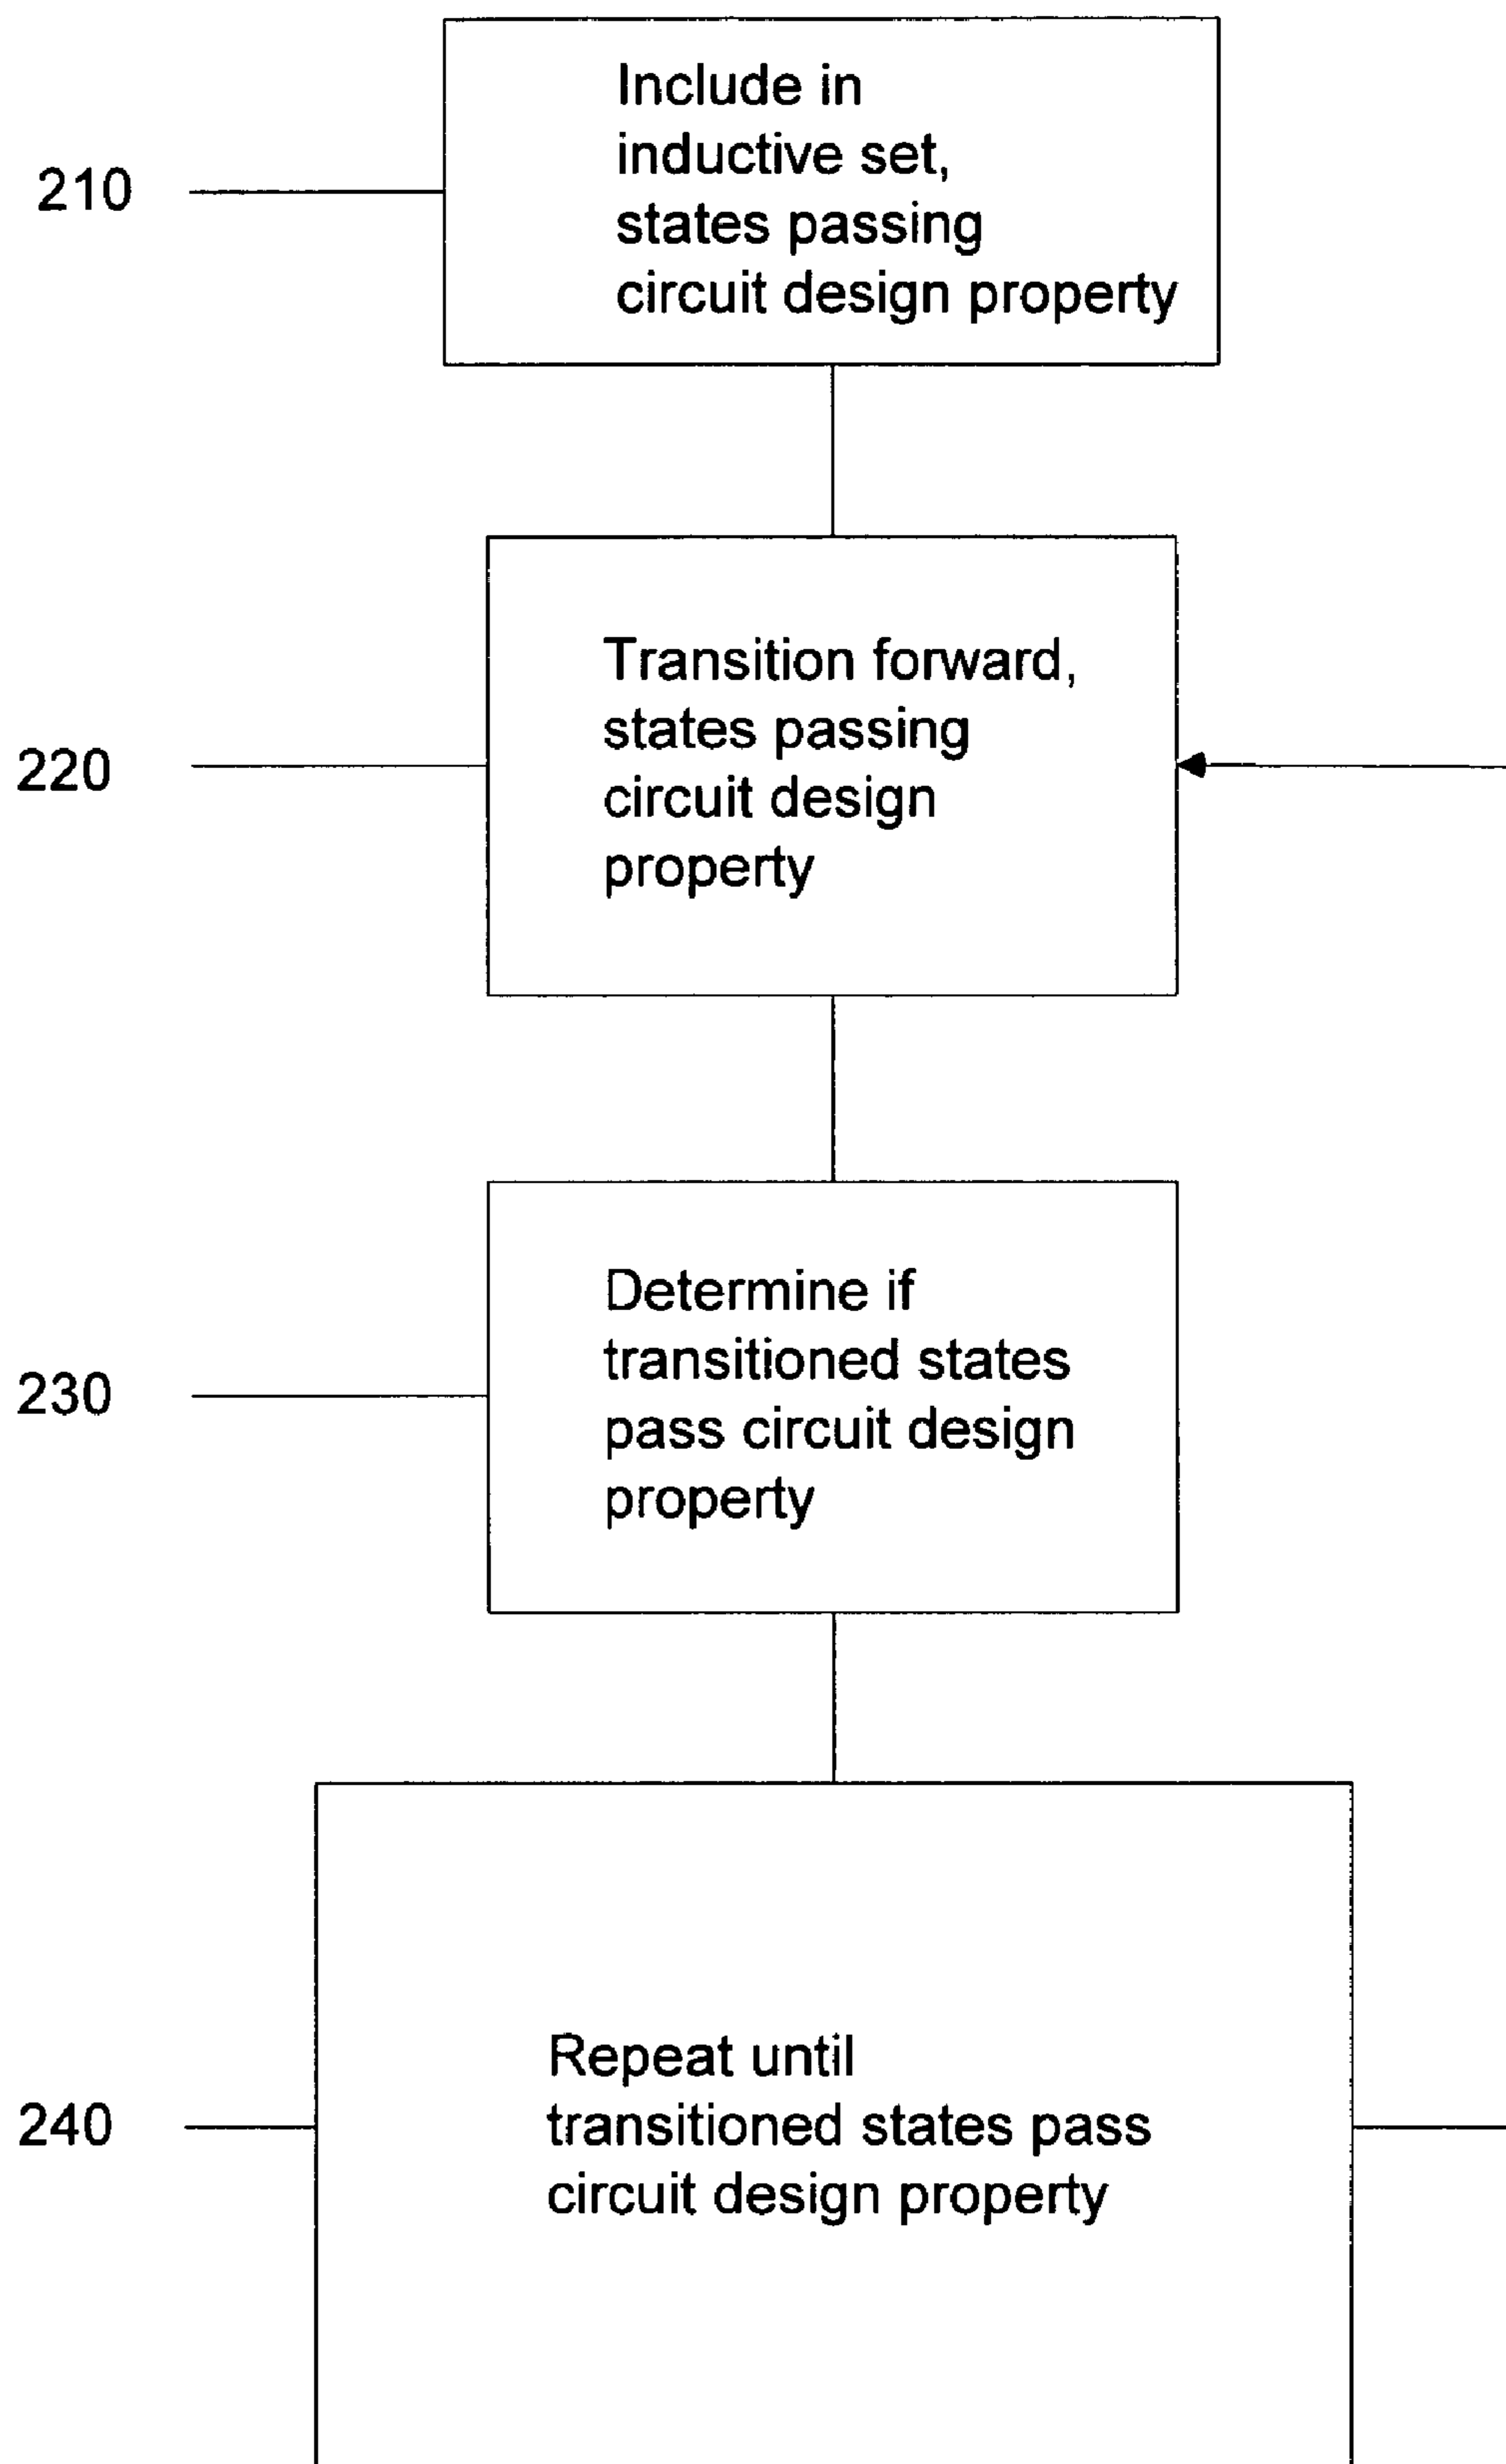 Include in
inductive set,
states passing
circuit design property
210
Transition forward,
states passing
circuit design
property
220
Determine if
transitioned states
pass circuit design
property
230
Repeat until
transitioned states pass
circuit design property
240